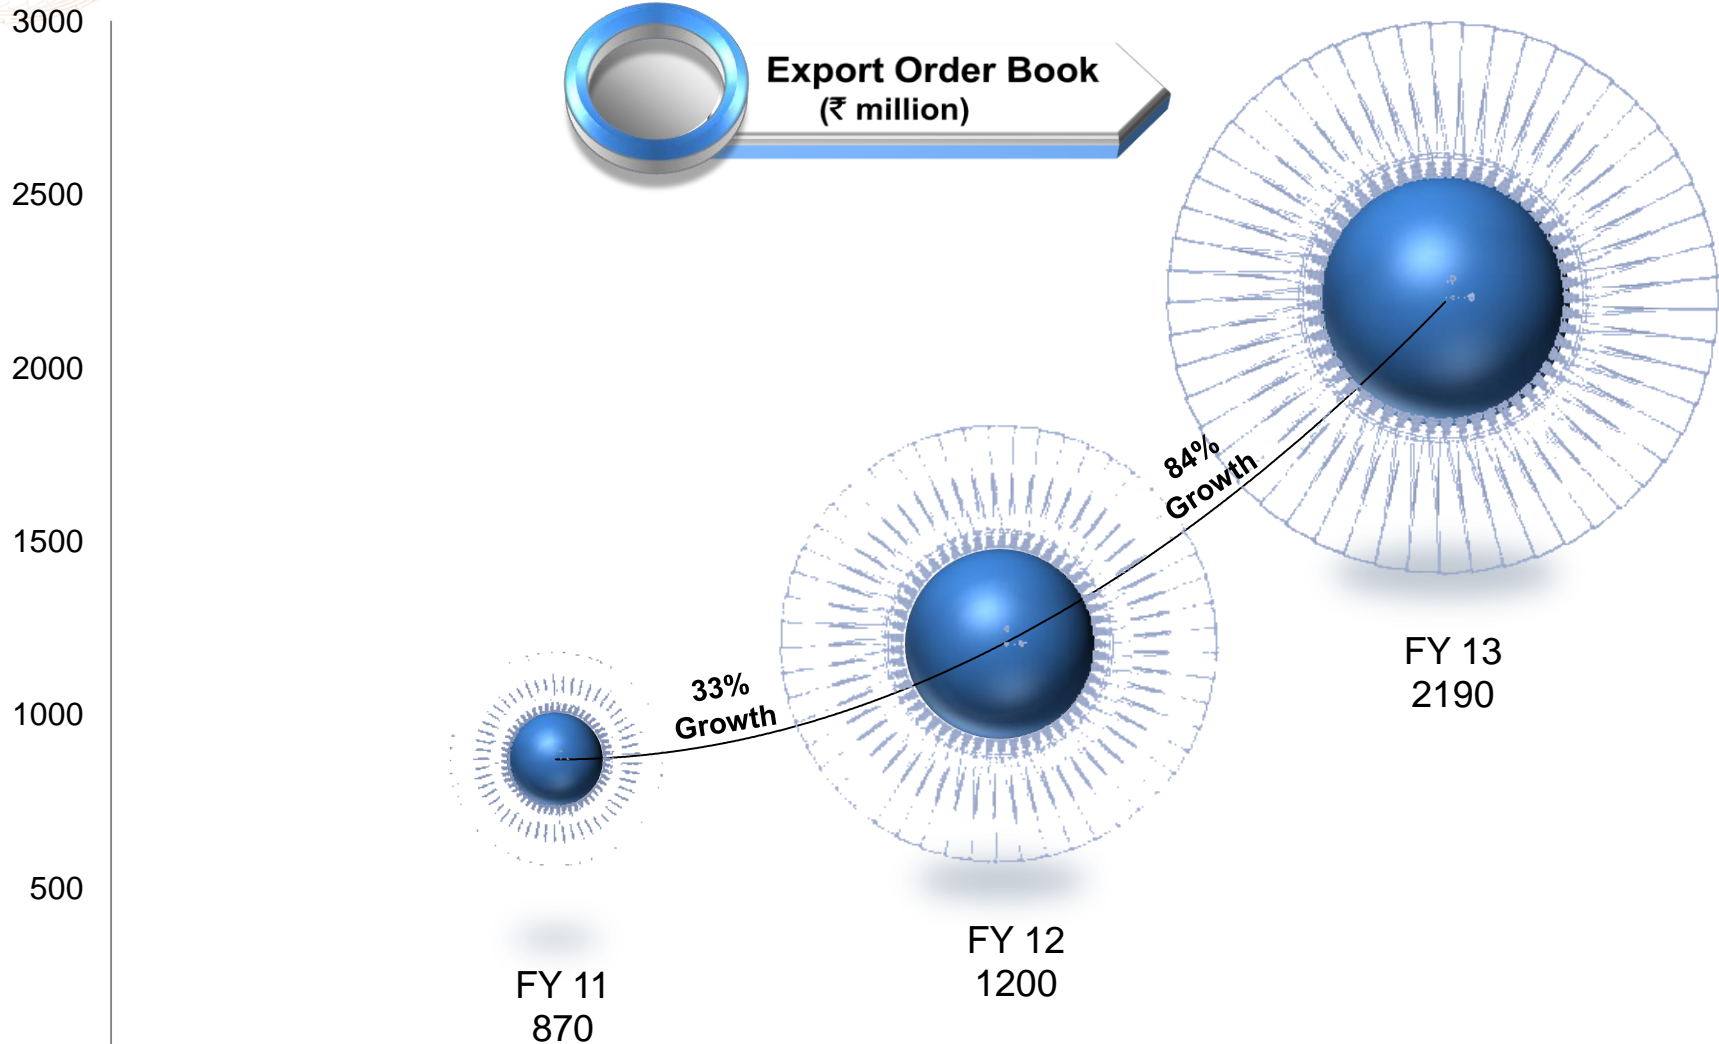 Export Order Book
(₹ million)
3000
2500
2000
1500
1000
500
33%
Growth
84%
Growth
FY 11
870
FY 12
1200
FY 13
2190